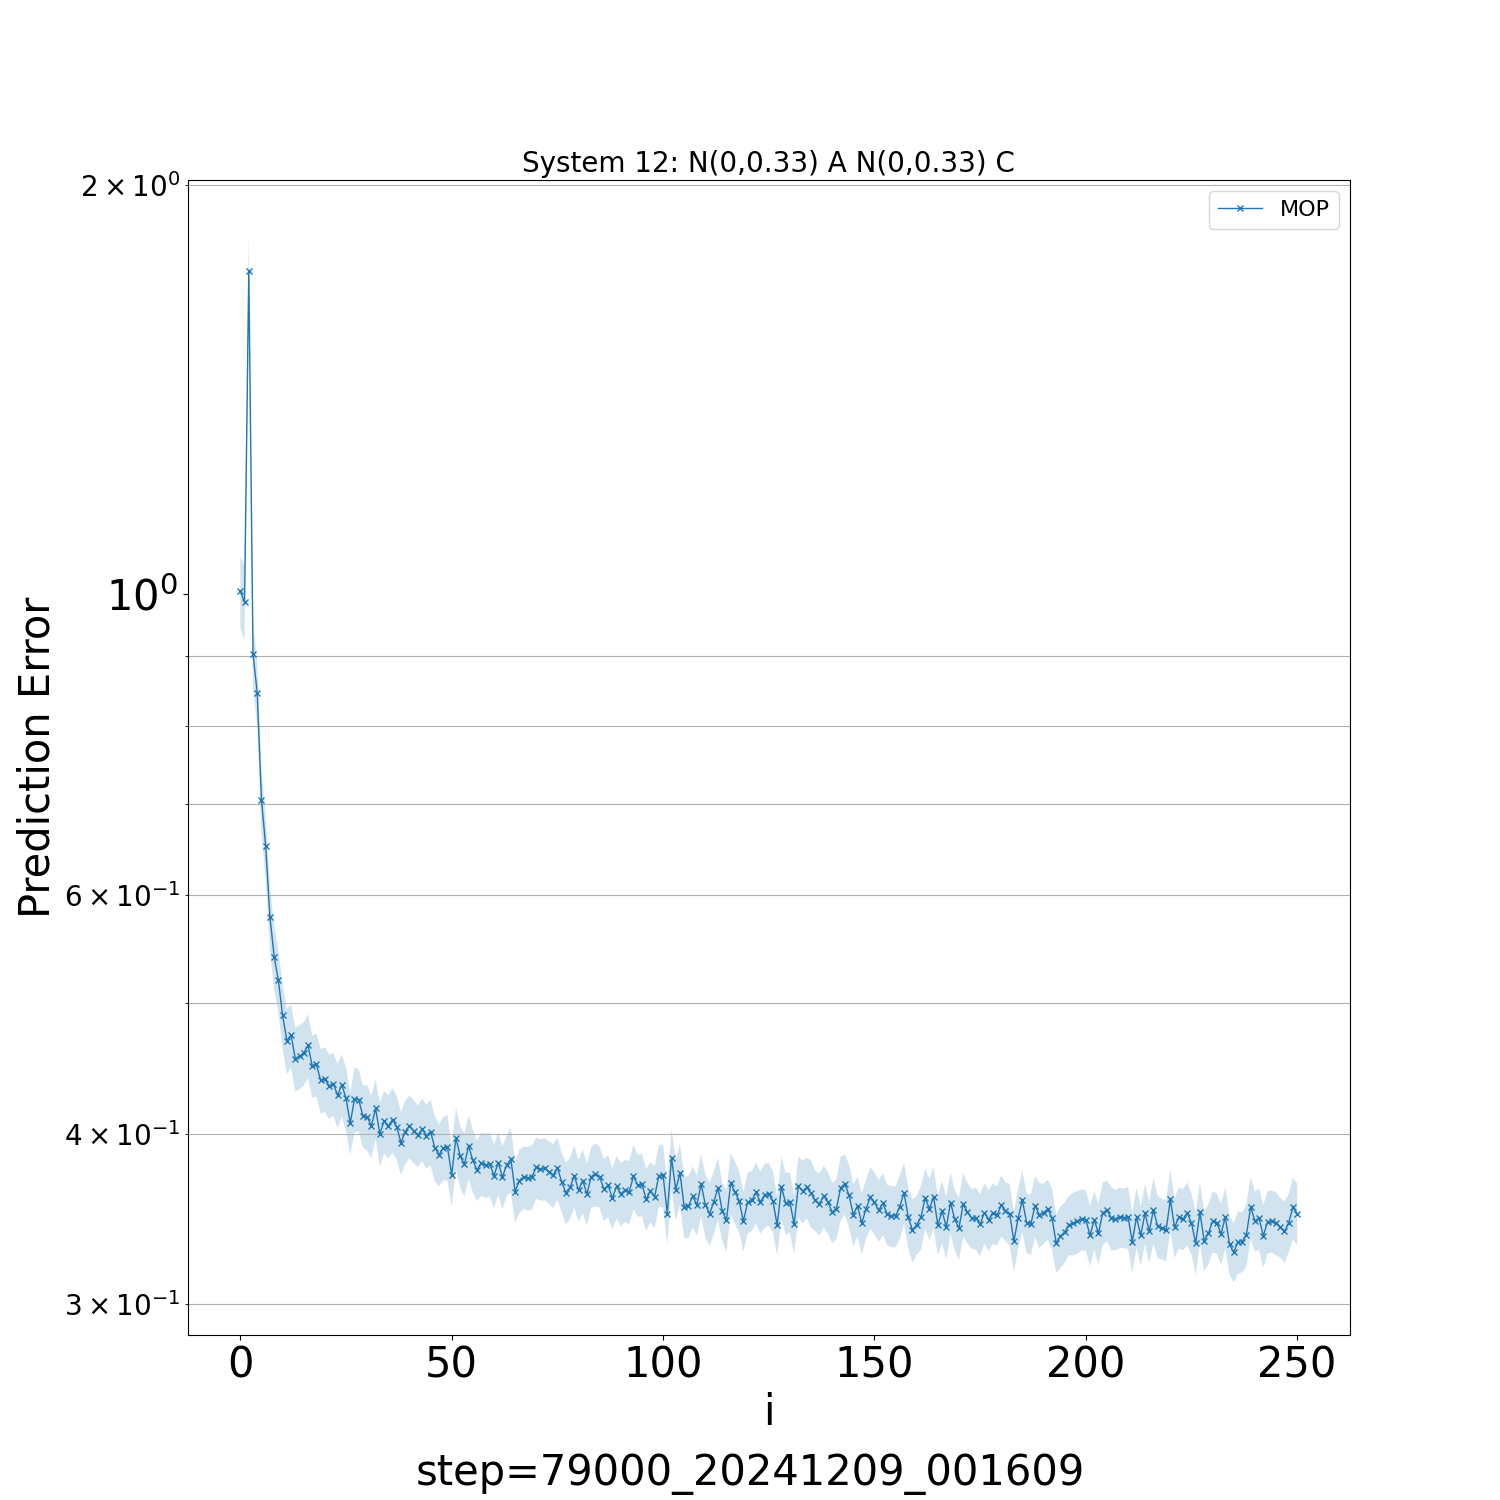 System 12: N(0,0.33) A N(0,0.33) C
2 × 10⁰
MOP
10⁰
Prediction Error
6 × 10⁻¹
4 × 10⁻¹
3 × 10⁻¹
0 50 100 150 200 250
i
step=79000_20241209_001609